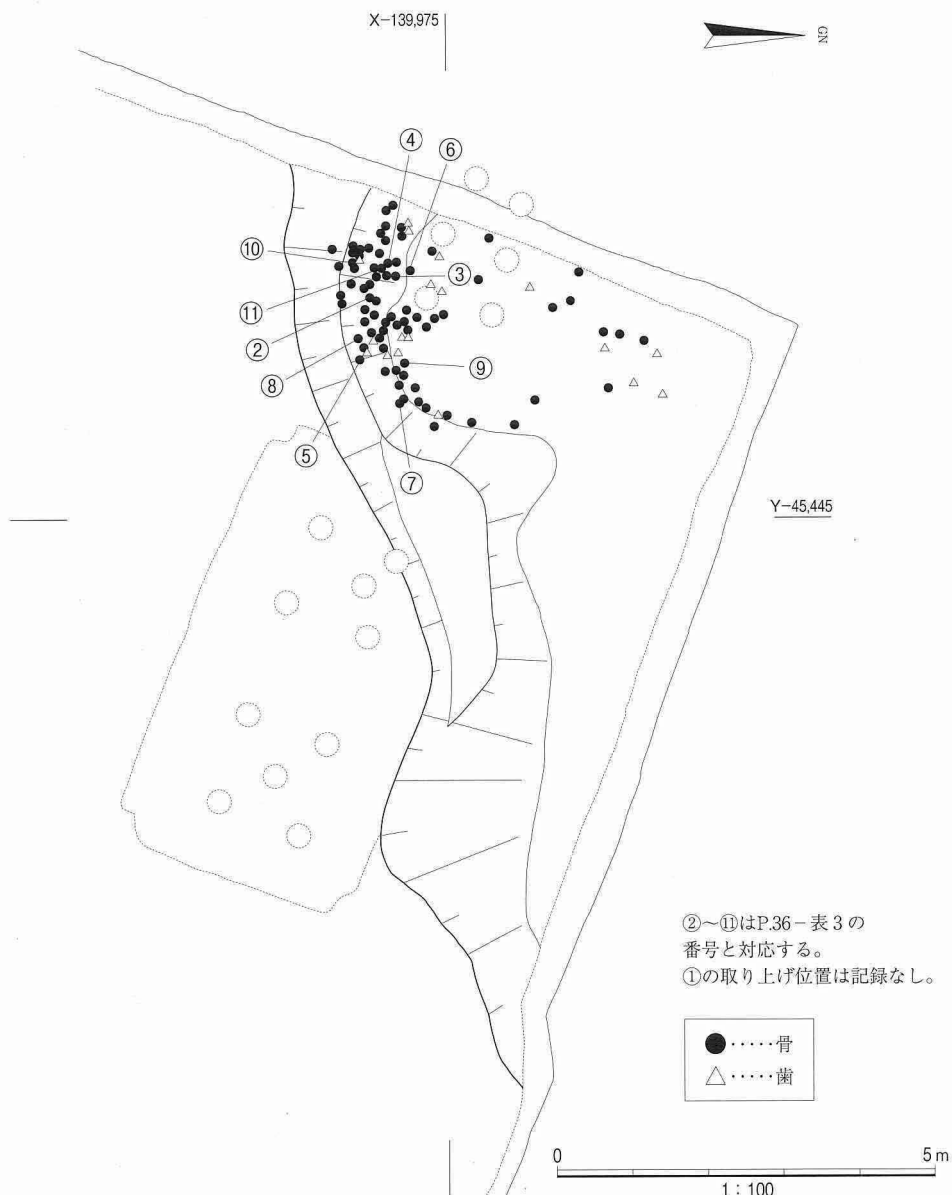 X−139,975
GN
④
⑥
⑩
③
⑪
②
⑨
⑧
⑤
⑦
Y−45,445
②〜⑪はP.36−表３の
番号と対応する。
①の取り上げ位置は記録なし。
●‥‥‥骨
△‥‥‥歯
0 5 m
1：100